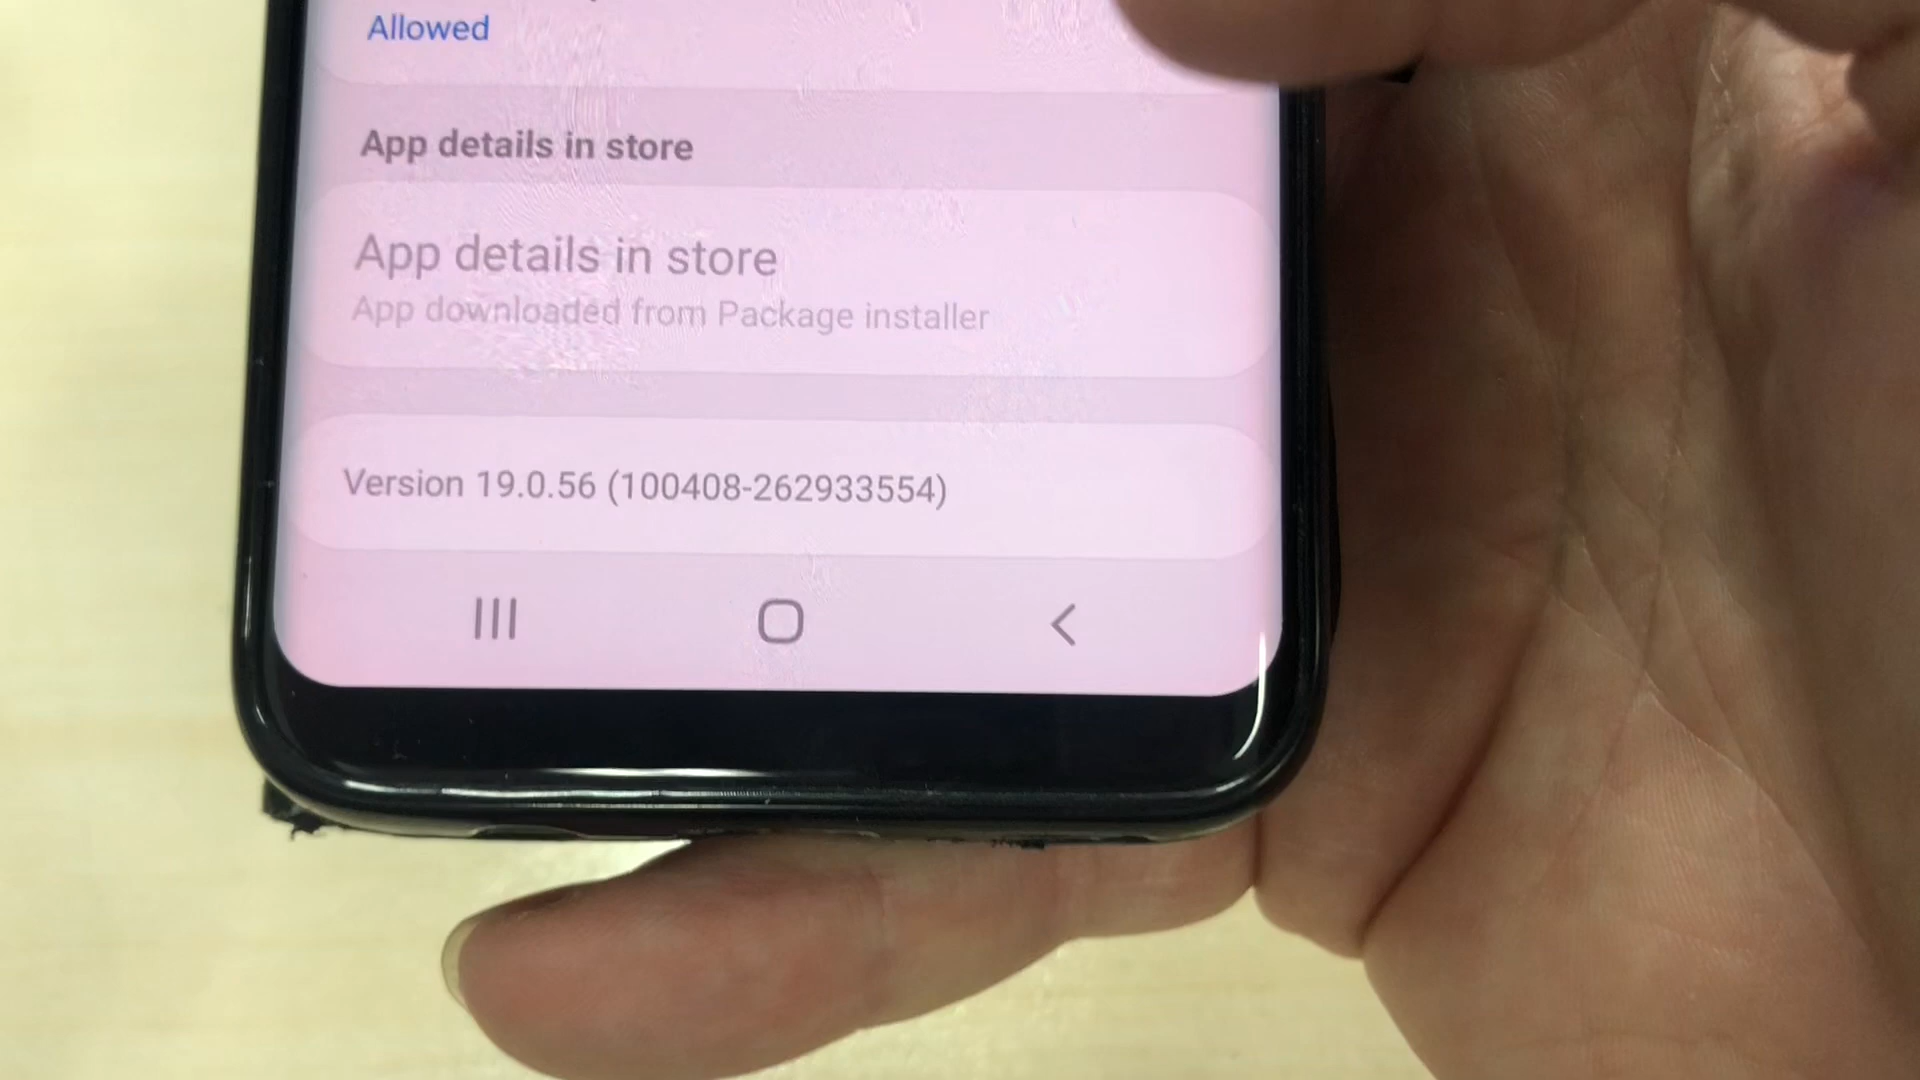 Allowed
App details in store
App details in store
App downloaded from Package installer
Version 19.0.56 (100408-262933554)